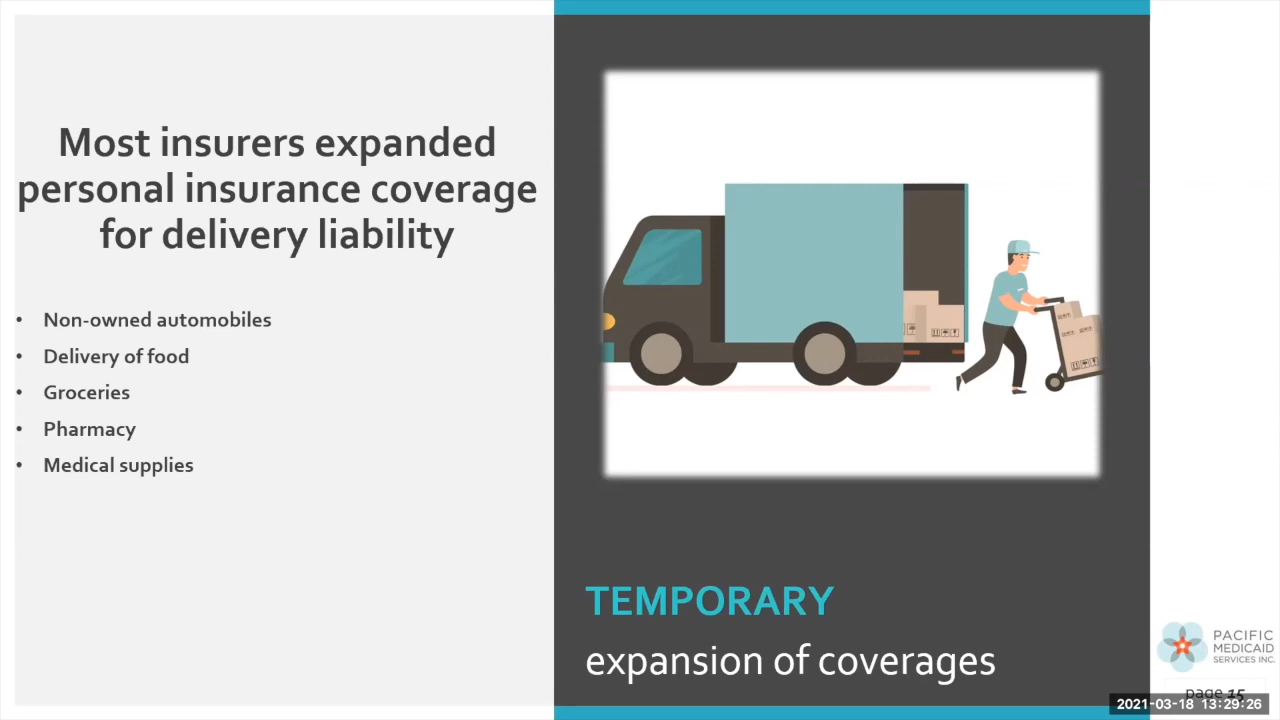 Most insurers expanded
personal insurance coverage
for delivery liability
• Non-owned automobiles
• Delivery of food
• Groceries
• Pharmacy
• Medical supplies
TEMPORARY
expansion of coverages
PACIFIC
MEDICAID
SERVICES INC.
page 15
2021-03-18 13:29:26